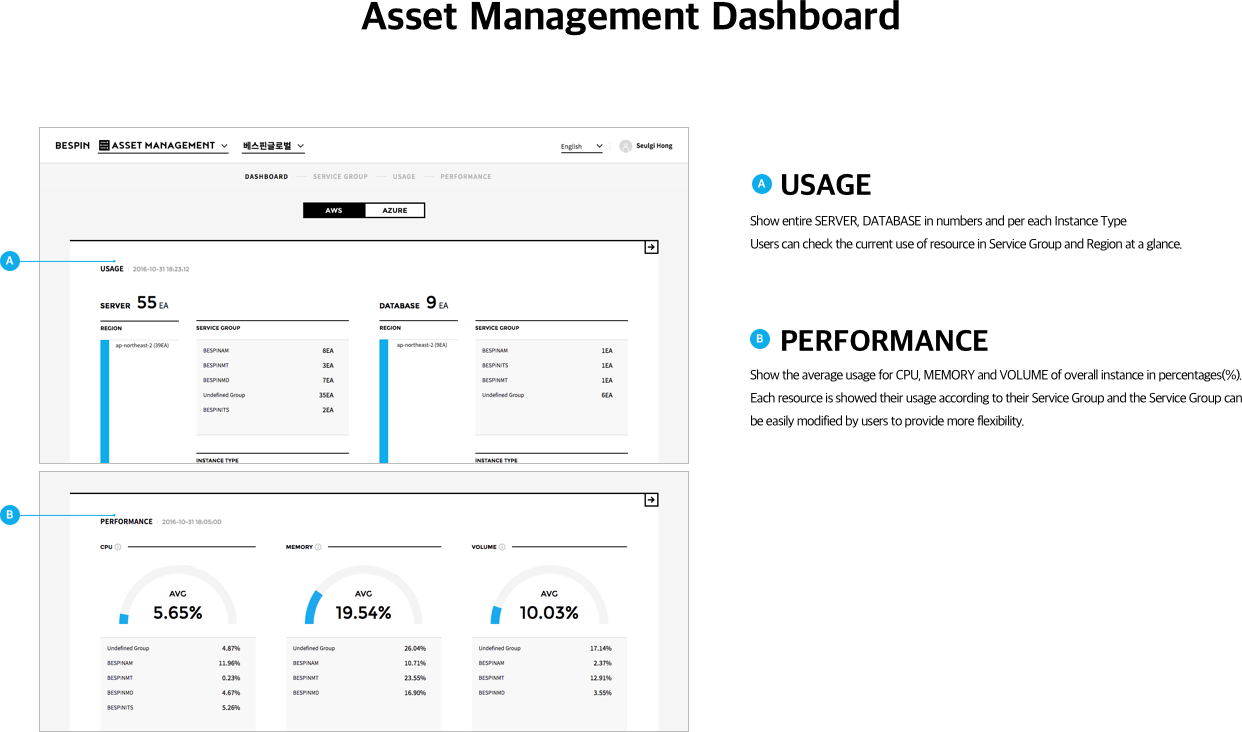 Asset Management Dashboard
BESPIN ASSET MANAGEMENT 베스핀글로벌 English Seulgi Hong
DASHBOARD SERVICE GROUP USAGE PERFORMANCE
AWS AZURE
A
USAGE 2016-10-31 18:23:12
SERVER 55 EA DATABASE 9 EA
REGION SERVICE GROUP REGION SERVICE GROUP
ap-northeast-2 (39EA) ap-northeast-2 (9EA)
BESPINAM 8EA BESPINAM 1EA
BESPINMT 3EA BESPINITS 1EA
BESPINMD 7EA BESPINMT 1EA
Undefined Group 35EA Undefined Group 6EA
BESPINITS 2EA
INSTANCE TYPE INSTANCE TYPE
B
PERFORMANCE 2016-10-31 18:05:00
CPU MEMORY VOLUME
AVG AVG AVG
5.65% 19.54% 10.03%
Undefined Group 4.87% Undefined Group 26.04% Undefined Group 17.14%
BESPINAM 11.96% BESPINAM 10.71% BESPINAM 2.37%
BESPINMT 0.23% BESPINMT 23.55% BESPINMT 12.91%
BESPINMD 4.67% BESPINMD 16.90% BESPINMD 3.55%
BESPINITS 5.26%
A USAGE
Show entire SERVER, DATABASE in numbers and per each Instance Type
Users can check the current use of resource in Service Group and Region at a glance.
B PERFORMANCE
Show the average usage for CPU, MEMORY and VOLUME of overall instance in percentages(%).
Each resource is showed their usage according to their Service Group and the Service Group can
be easily modified by users to provide more flexibility.